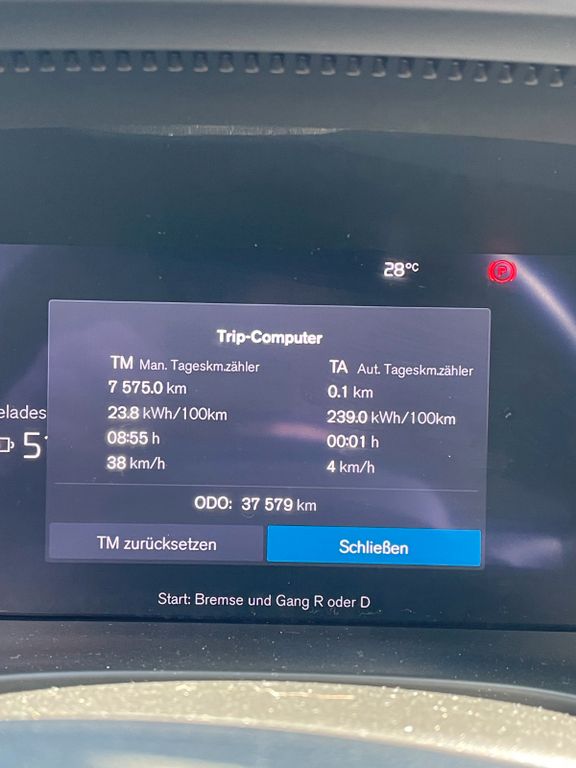 28°C
P
Trip-Computer
TM Man. Tageskm.zähler
7 575.0 km
23.8 kWh/100km
08:55 h
38 km/h
TA Aut. Tageskm.zähler
0.1 km
239.0 kWh/100km
00:01 h
4 km/h
elades
5
ODO: 37 579 km
TM zurücksetzen
Schließen
Start: Bremse und Gang R oder D